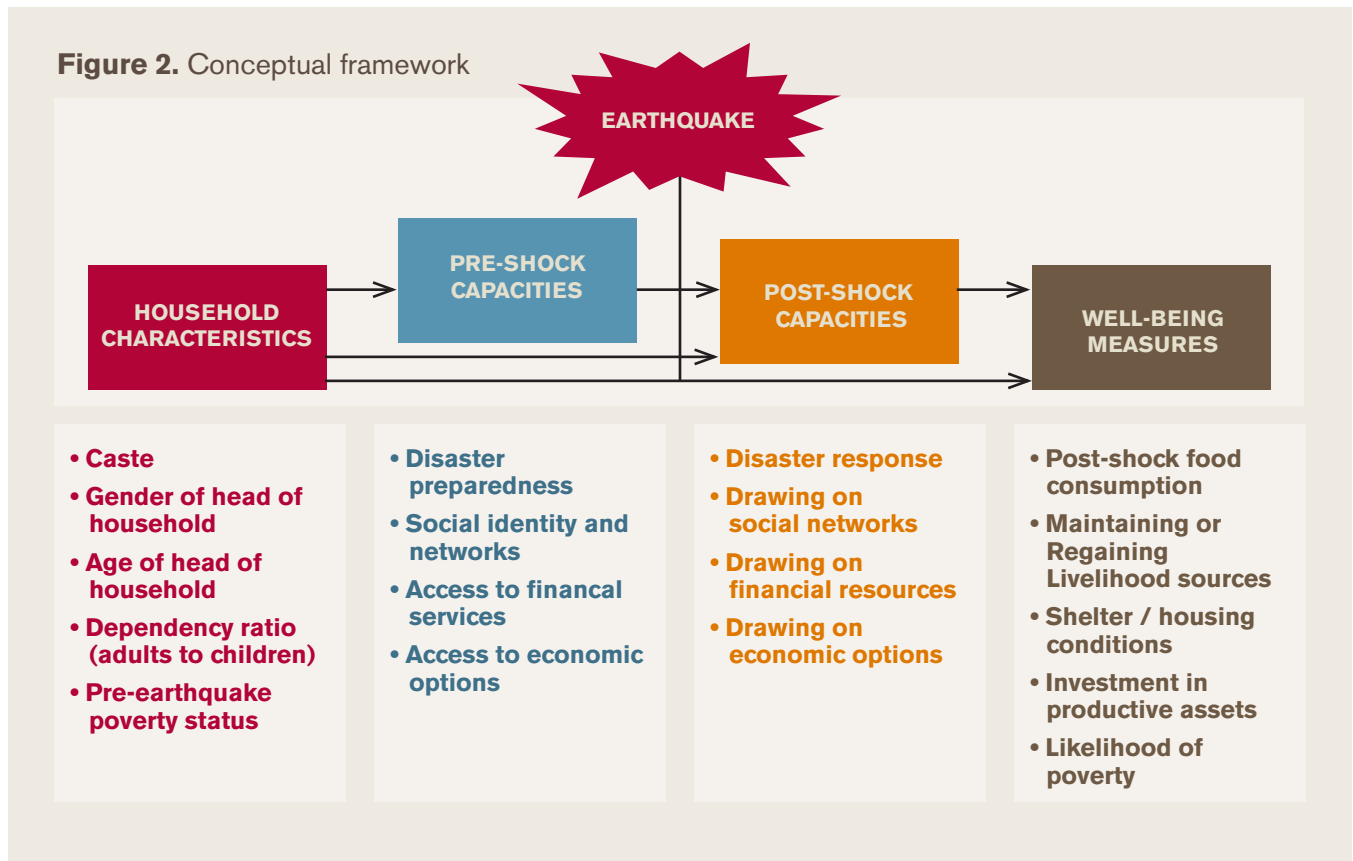 Figure 2. Conceptual framework
EARTHQUAKE
HOUSEHOLD
CHARACTERISTICS
PRE-SHOCK
CAPACITIES
POST-SHOCK
CAPACITIES
WELL-BEING
MEASURES
• Caste
• Gender of head of
household
• Age of head of
household
• Dependency ratio
(adults to children)
• Pre-earthquake
poverty status
• Disaster
preparedness
• Social identity and
networks
• Access to financal
services
• Access to economic
options
• Disaster response
• Drawing on
social networks
• Drawing on
financial resources
• Drawing on
economic options
• Post-shock food
consumption
• Maintaining or
Regaining
Livelihood sources
• Shelter / housing
conditions
• Investment in
productive assets
• Likelihood of
poverty